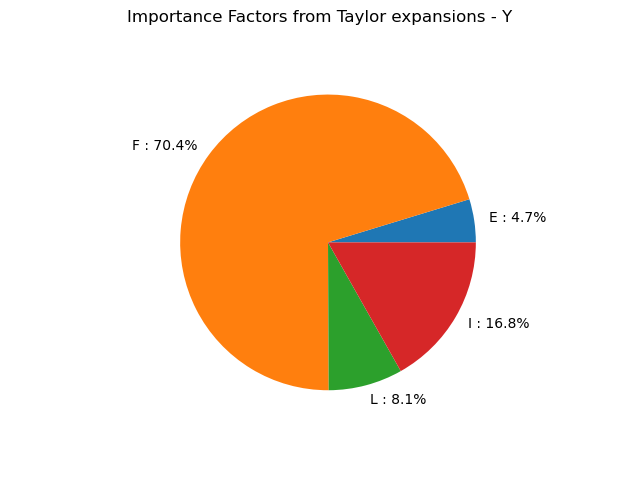 Importance Factors from Taylor expansions - Y
F : 70.4%
E : 4.7%
I : 16.8%
L : 8.1%